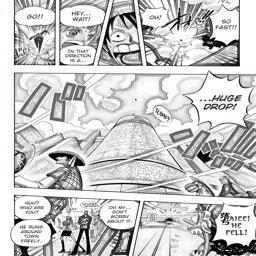 GO!!
HEY...
WAIT!
IN THAT
DIRECTION
IS A...
OH!
SO
FAST!!
...HUGE
DROP!
HUH?
WHO ARE
YOU?
HE RUNS
AROUND
TOWN
FREELY.
OH MY...
DON'T
WORRY
ABOUT IT.
HE
FELL!